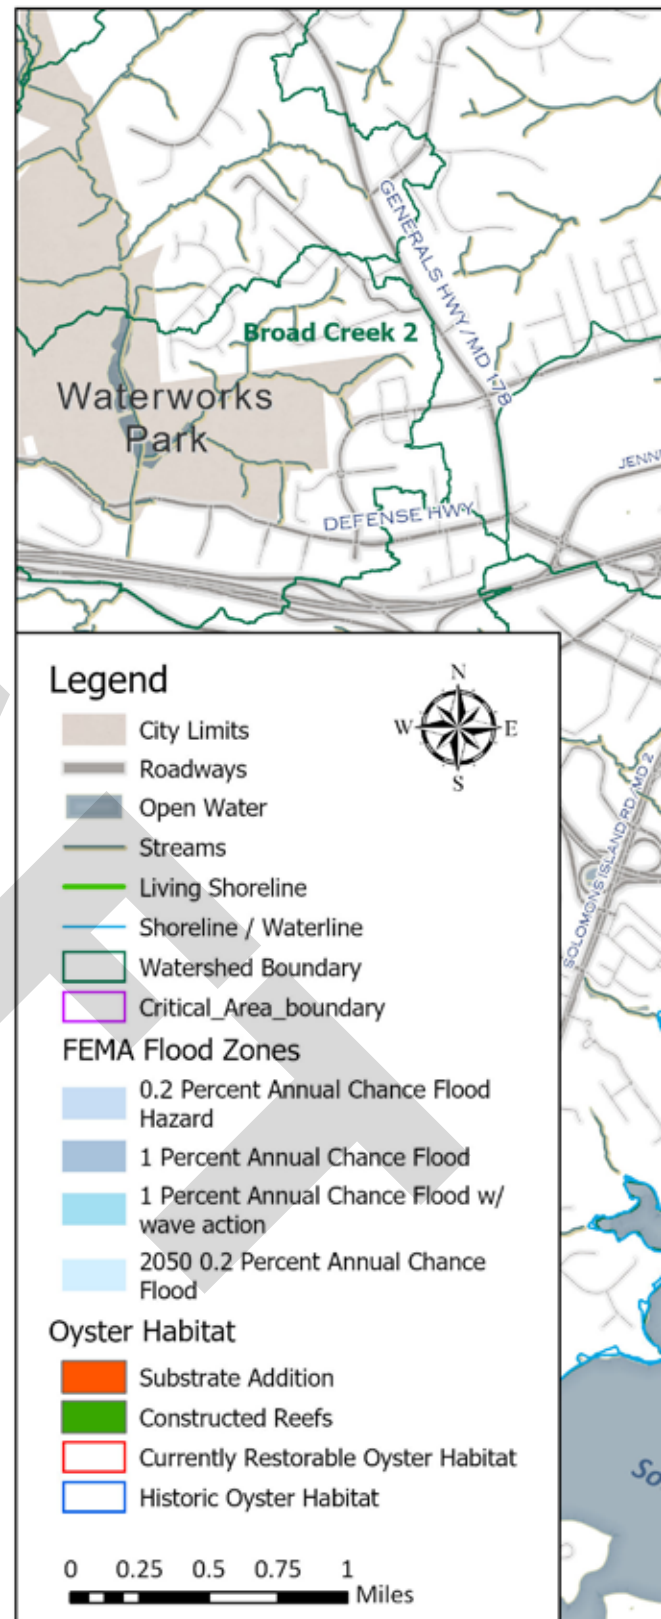 GENERALS HWY / MD 178
Broad Creek 2
Waterworks
Park
DEFENSE HWY
Legend
N
W
E
S
City Limits
Roadways
Open Water
Streams
Living Shoreline
Shoreline / Waterline
Watershed Boundary
Critical_Area_boundary
SOLOMONS ISLAND RD / MD 2
FEMA Flood Zones
0.2 Percent Annual Chance Flood
Hazard
1 Percent Annual Chance Flood
1 Percent Annual Chance Flood w/
wave action
2050 0.2 Percent Annual Chance
Flood
Oyster Habitat
Substrate Addition
Constructed Reefs
Currently Restorable Oyster Habitat
Historic Oyster Habitat
0 0.25 0.5 0.75 1
Miles